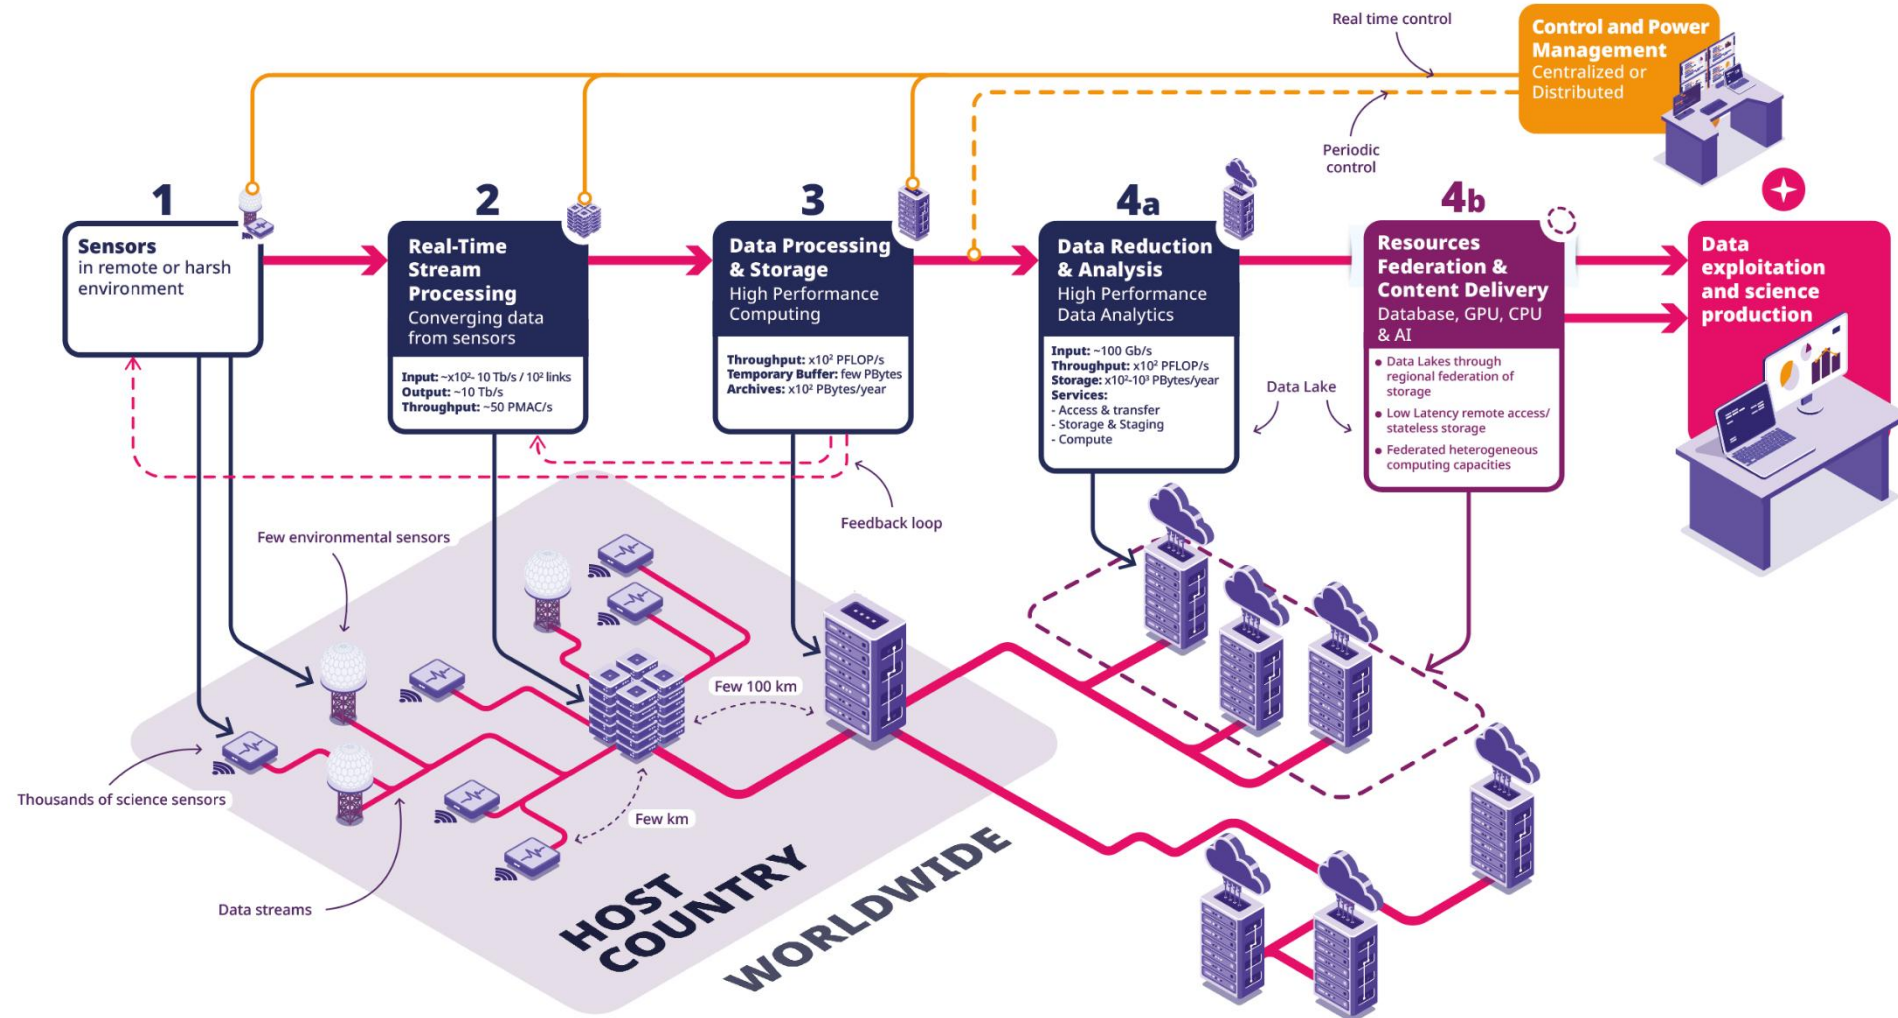 Real time control
Control and Power
Management
Centralized or
Distributed
Periodic
control
1
Sensors
in remote or harsh
environment
2
Real-Time
Stream
Processing
Converging data
from sensors
Input: ~x10²- 10 Tb/s / 10² links
Output: ~10 Tb/s
Throughput: ~50 PMAC/s
3
Data Processing
& Storage
High Performance
Computing
Throughput: x10² PFLOP/s
Temporary Buffer: few PBytes
Archives: x10² PBytes/year
4a
Data Reduction
& Analysis
High Performance
Data Analytics
Input: ~100 Gb/s
Throughput: x10² PFLOP/s
Storage: x10²-10³ PBytes/year
Services:
- Access & transfer
- Storage & Staging
- Compute
Data Lake
4b
Resources
Federation &
Content Delivery
Database, GPU, CPU
& AI
• Data Lakes through
regional federation of
storage
• Low Latency remote access/
stateless storage
• Federated heterogeneous
computing capacities
Data
exploitation
and science
production
Feedback loop
Few environmental sensors
Few 100 km
Thousands of science sensors
Few km
Data streams
HOST
COUNTRY
WORLDWIDE